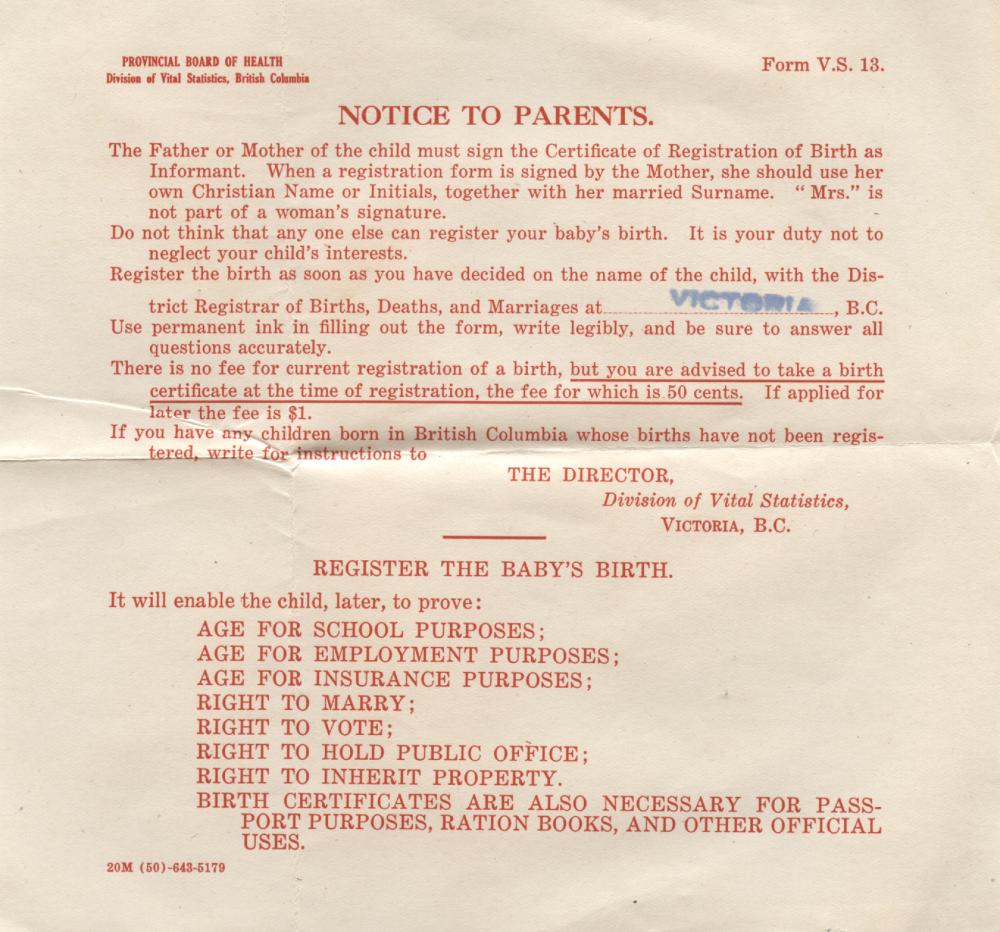 PROVINCIAL BOARD OF HEALTH
Division of Vital Statistics, British Columbia
Form V.S. 13.
NOTICE TO PARENTS.
The Father or Mother of the child must sign the Certificate of Registration of Birth as
Informant. When a registration form is signed by the Mother, she should use her
own Christian Name or Initials, together with her married Surname. "Mrs." is
not part of a woman's signature.
Do not think that any one else can register your baby's birth. It is your duty not to
neglect your child's interests.
Register the birth as soon as you have decided on the name of the child, with the Dis-
trict Registrar of Births, Deaths, and Marriages at VICTORIA, B.C.
Use permanent ink in filling out the form, write legibly, and be sure to answer all
questions accurately.
There is no fee for current registration of a birth, but you are advised to take a birth
certificate at the time of registration, the fee for which is 50 cents. If applied for
later the fee is $1.
If you have any children born in British Columbia whose births have not been regis-
tered, write for instructions to
THE DIRECTOR,
Division of Vital Statistics,
VICTORIA, B.C.
REGISTER THE BABY'S BIRTH.
It will enable the child, later, to prove:
AGE FOR SCHOOL PURPOSES;
AGE FOR EMPLOYMENT PURPOSES;
AGE FOR INSURANCE PURPOSES;
RIGHT TO MARRY;
RIGHT TO VOTE;
RIGHT TO HOLD PUBLIC OFFICE;
RIGHT TO INHERIT PROPERTY.
BIRTH CERTIFICATES ARE ALSO NECESSARY FOR PASS-
PORT PURPOSES, RATION BOOKS, AND OTHER OFFICIAL
USES.
20M (50)-643-5179